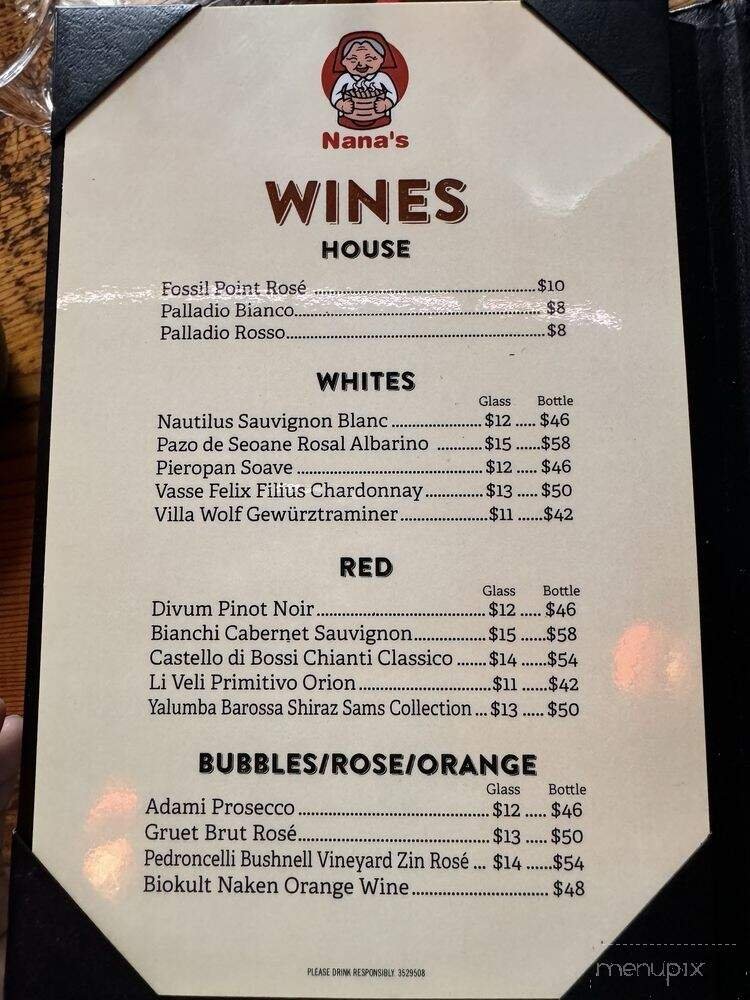 Nana's
WINES
HOUSE
Fossil Point Rosé ........ $10
Palladio Bianco........ $8
Palladio Rosso........ $8
WHITES
Glass Bottle
Nautilus Sauvignon Blanc ........ $12 ..... $46
Pazo de Seoane Rosal Albarino ........ $15 ..... $58
Pieropan Soave ........ $12 ..... $46
Vasse Felix Filius Chardonnay ........ $13 ..... $50
Villa Wolf Gewürztraminer ........ $11 ...... $42
RED
Glass Bottle
Divum Pinot Noir ........ $12 ..... $46
Bianchi Cabernet Sauvignon ........ $15 ...... $58
Castello di Bossi Chianti Classico ....... $14 ...... $54
Li Veli Primitivo Orion ........ $11 ...... $42
Yalumba Barossa Shiraz Sams Collection ... $13 ..... $50
BUBBLES/ROSE/ORANGE
Glass Bottle
Adami Prosecco ........ $12 ..... $46
Gruet Brut Rosé ........ $13 ..... $50
Pedroncelli Bushnell Vineyard Zin Rosé ... $14 ...... $54
Biokult Naken Orange Wine ........ $48
PLEASE DRINK RESPONSIBLY. 3529508
menupix